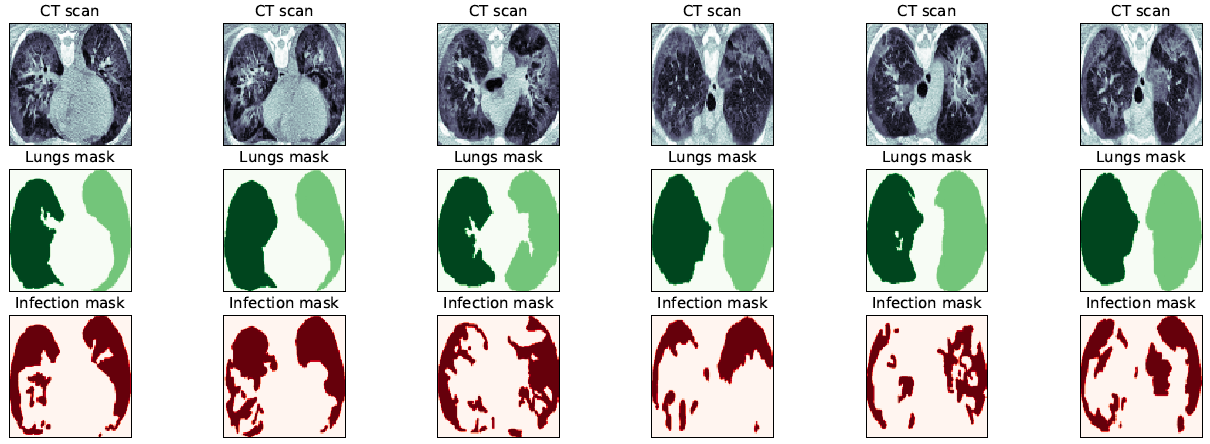 CT scan CT scan CT scan CT scan CT scan CT scan
Lungs mask Lungs mask Lungs mask Lungs mask Lungs mask Lungs mask
Infection mask Infection mask Infection mask Infection mask Infection mask Infection mask